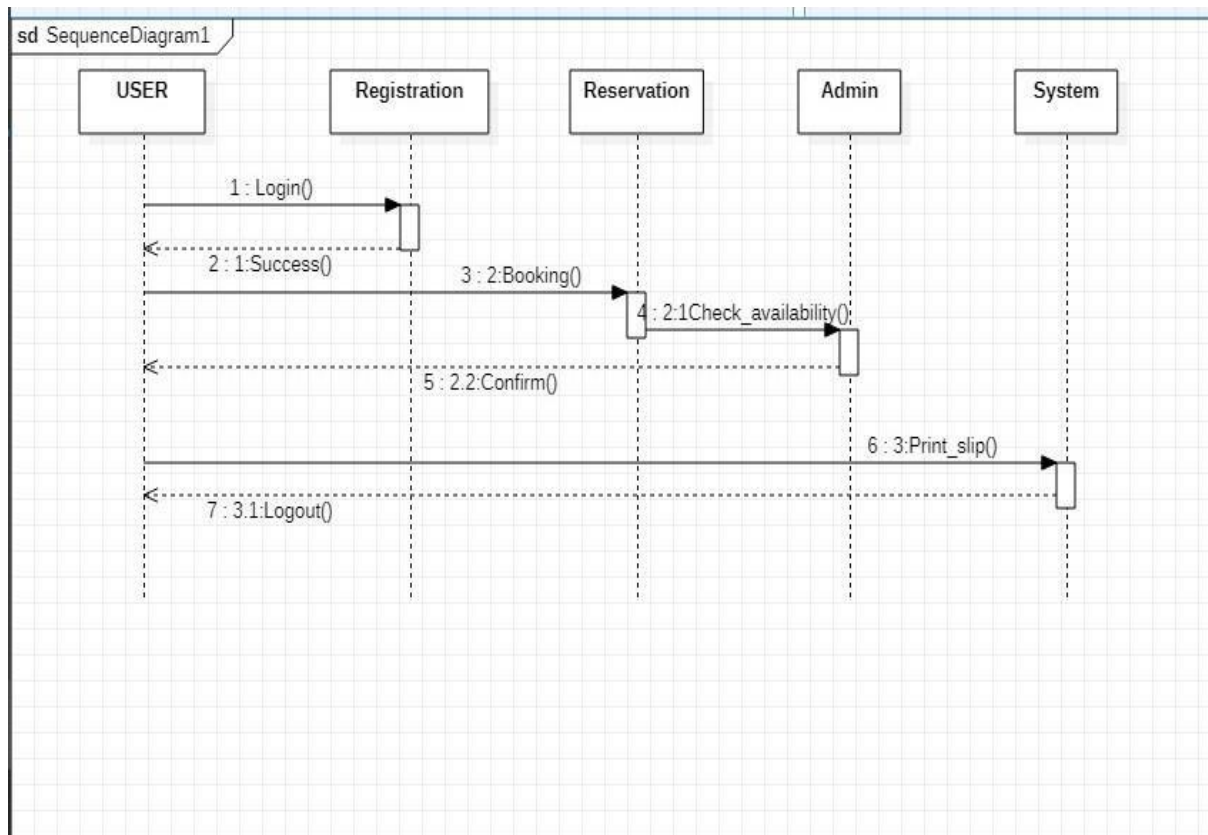 sd SequenceDiagram1
USER
Registration
Reservation
Admin
System
1 : Login()
2 : 1:Success()
3 : 2:Booking()
4 : 2:1Check_availability()
5 : 2.2:Confirm()
6 : 3:Print_slip()
7 : 3.1:Logout()